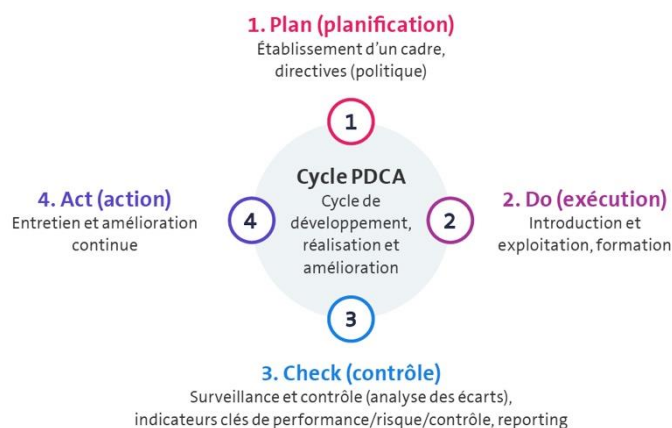 1. Plan (planification)
Établissement d'un cadre,
directives (politique)
1
Cycle PDCA
Cycle de
développement,
réalisation et
amélioration
4. Act (action)
Entretien et amélioration
continue
4
2
2. Do (exécution)
Introduction et
exploitation, formation
3
3. Check (contrôle)
Surveillance et contrôle (analyse des écarts),
indicateurs clés de performance/risque/contrôle, reporting